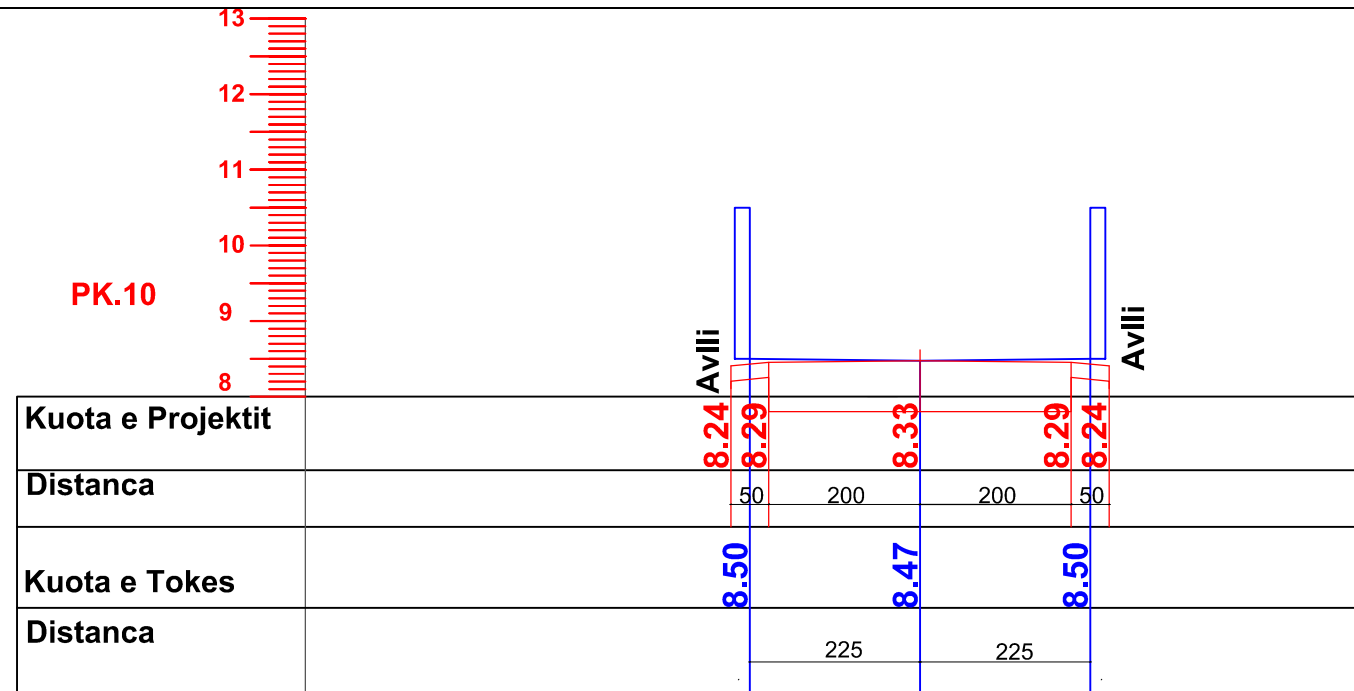 13
12
11
10
PK.10
9
8
Avlli
Avlli
Kuota e Projektit
8.24
8.29
8.33
8.29
8.24
Distanca
50
200
200
50
Kuota e Tokes
8.50
8.47
8.50
Distanca
225
225